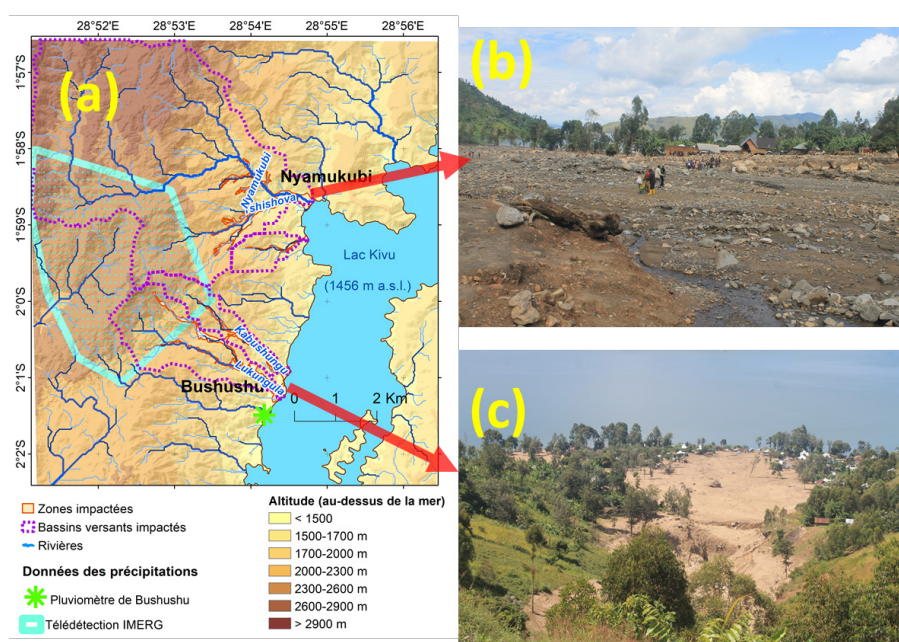 28°52'E 28°53'E 28°54'E 28°55'E 28°56'E
1°57'S
1°58'S
1°59'S
2°0'S
2°1'S
2°2'S
(a)
Nyamukubi
Nyamukubi
shishova
Lac Kivu
(1456 m a.s.l.)
Kabushungu
Lukungula
Bushushu
0 1 2 Km
Zones impactées
Bassins versants impactés
Rivières
Données des précipitations
Pluviomètre de Bushushu
Télédétection IMERG
Altitude (au-dessus de la mer)
< 1500
1500-1700 m
1700-2000 m
2000-2300 m
2300-2600 m
2600-2900 m
> 2900 m
(b)
(c)